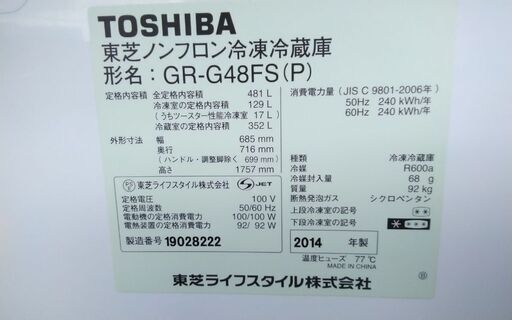 TOSHIBA
東芝ノンフロン冷凍冷蔵庫
形名：GR-G48FS(P)
定格内容積 全定格内容積 481 L
冷凍室の定格内容積 129 L
(うちツースター性能冷凍室 17 L)
冷蔵室の定格内容積 352 L
外形寸法 幅 685 mm
奥行 716 mm
(ハンドル・調整脚除く 699 mm)
高さ 1757 mm
東芝ライフスタイル株式会社 JET
定格電圧 100 V
定格周波数 50/60 Hz
電動機の定格消費電力 100/100 W
電熱装置の定格消費電力 92/ 92 W
製造番号 19028222
消費電力量 (JIS C 9801-2006年)
50Hz 240 kWh/年
60Hz 240 kWh/年
種類 冷凍冷蔵庫
冷媒 R600a
冷媒封入量 68 g
質量 92 kg
断熱発泡ガス シクロペンタン
上段冷凍室の記号 **
下段冷凍室の記号 * ***
2014 年製
温度ヒューズ 77℃
MADE IN CHINA
東芝ライフスタイル株式会社
Ⓑ